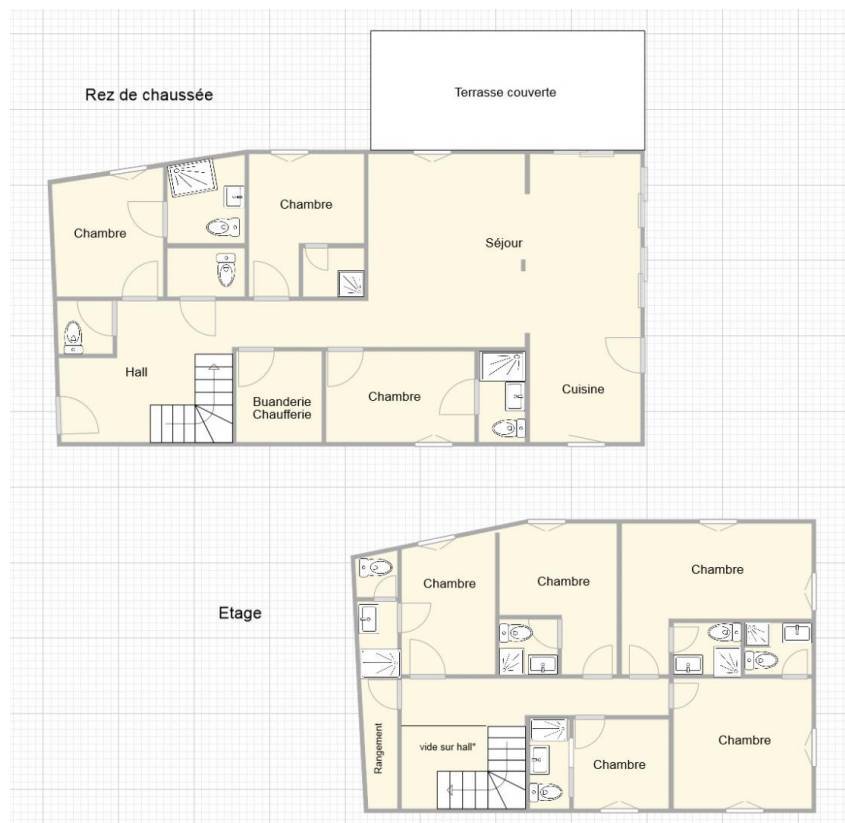 Rez de chaussée
Terrasse couverte
Chambre
Chambre
Séjour
Hall
Buanderie
Chaufferie
Chambre
Cuisine
Etage
Chambre
Chambre
Chambre
Rangement
vide sur hall*
Chambre
Chambre